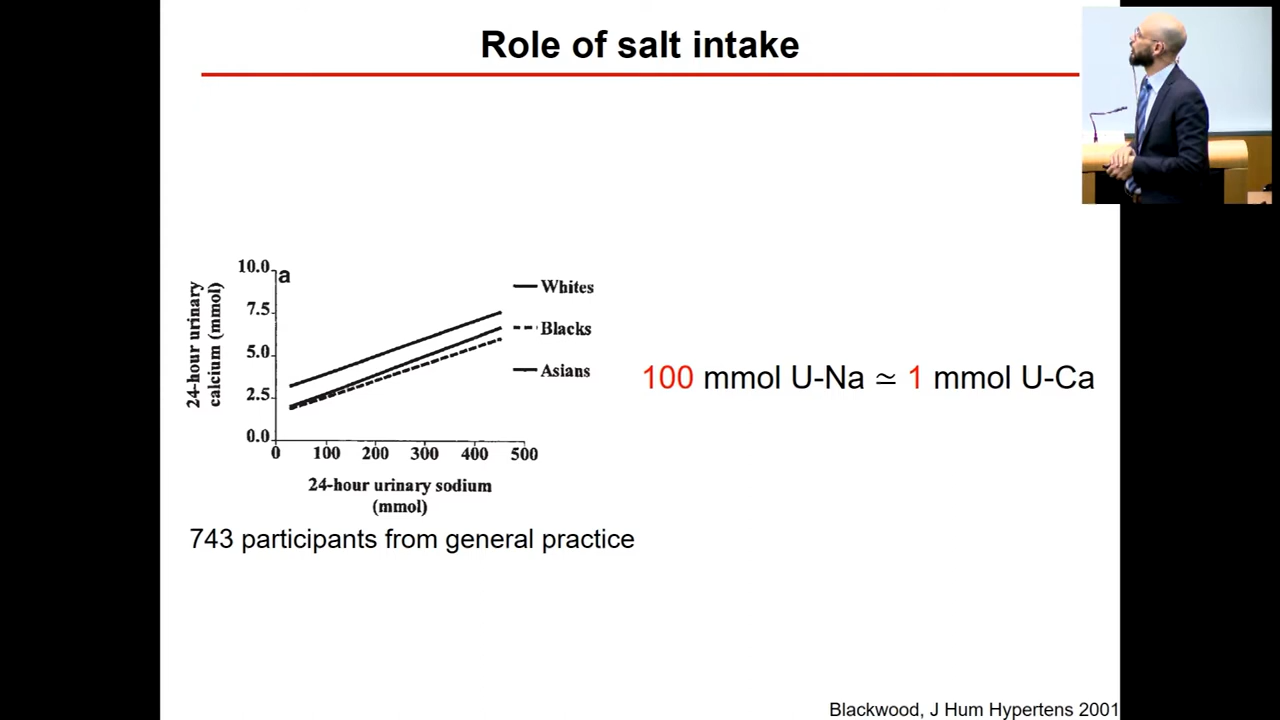 Role of salt intake
10.0
a
7.5
5.0
2.5
0.0
24-hour urinary
calcium (mmol)
Whites
Blacks
Asians
0 100 200 300 400 500
24-hour urinary sodium
(mmol)
100 mmol U-Na ≃ 1 mmol U-Ca
743 participants from general practice
Blackwood, J Hum Hypertens 2001